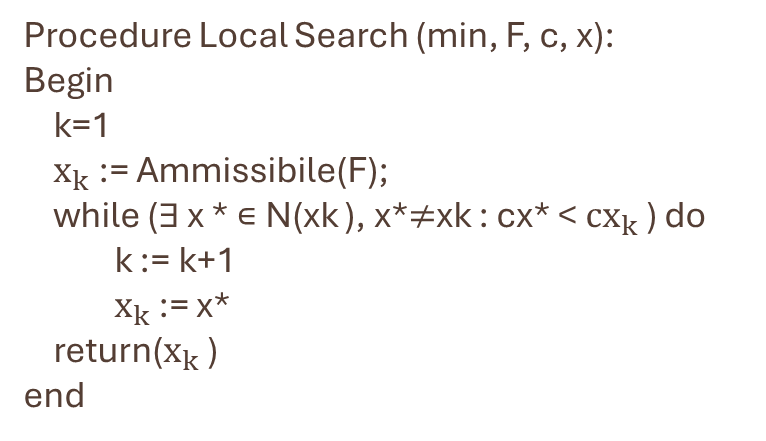 Procedure Local Search (min, F, c, x):
Begin
k=1
xₖ := Ammissibile(F);
while (∃ x * ∈ N(xk ), x*≠xk : cx* < cxₖ ) do
k := k+1
xₖ := x*
return(xₖ )
end